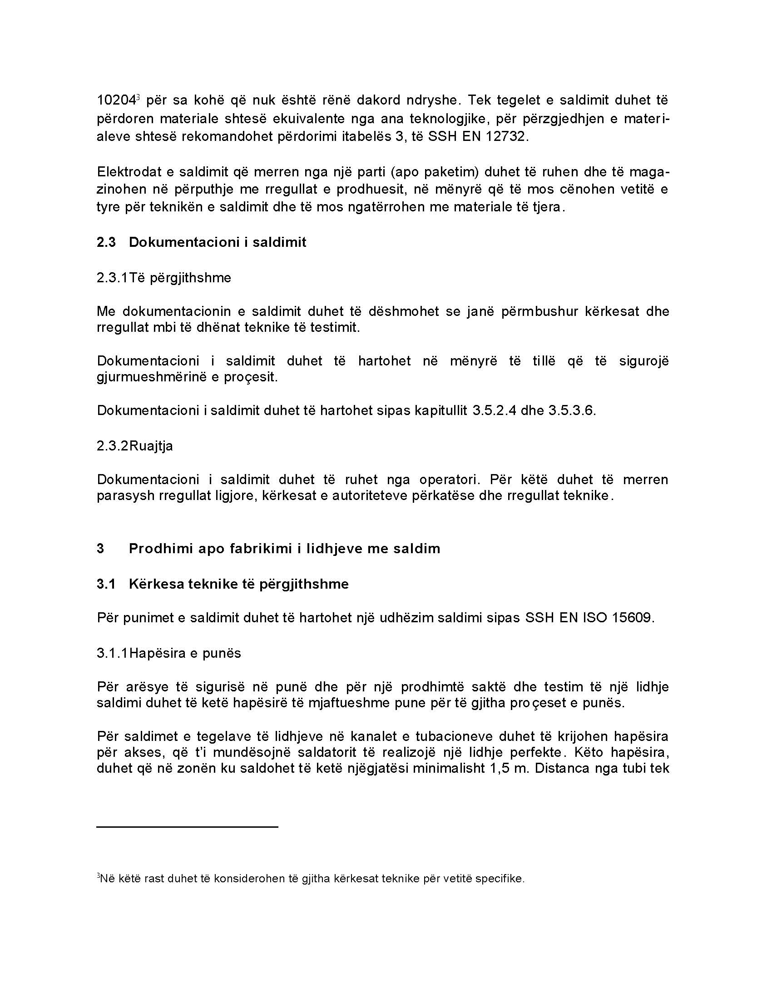 10204³ për sa kohë që nuk është rënë dakord ndryshe. Tek tegelet e saldimit duhet të
përdoren materiale shtesë ekuivalente nga ana teknologjike, për përzgjedhjen e materi-
aleve shtesë rekomandohet përdorimi itabelës 3, të SSH EN 12732.
Elektrodat e saldimit që merren nga një parti (apo paketim) duhet të ruhen dhe të maga-
zinohen në përputhje me rregullat e prodhuesit, në mënyrë që të mos cënohen vetitë e
tyre për teknikën e saldimit dhe të mos ngatërrohen me materiale të tjera.
2.3 Dokumentacioni i saldimit
2.3.1Të përgjithshme
Me dokumentacionin e saldimit duhet të dëshmohet se janë përmbushur kërkesat dhe
rregullat mbi të dhënat teknike të testimit.
Dokumentacioni i saldimit duhet të hartohet në mënyrë të tillë që të sigurojë
gjurmueshmërinë e proçesit.
Dokumentacioni i saldimit duhet të hartohet sipas kapitullit 3.5.2.4 dhe 3.5.3.6.
2.3.2Ruajtja
Dokumentacioni i saldimit duhet të ruhet nga operatori. Për këtë duhet të merren
parasysh rregullat ligjore, kërkesat e autoriteteve përkatëse dhe rregullat teknike.
3 Prodhimi apo fabrikimi i lidhjeve me saldim
3.1 Kërkesa teknike të përgjithshme
Për punimet e saldimit duhet të hartohet një udhëzim saldimi sipas SSH EN ISO 15609.
3.1.1Hapësira e punës
Për arësye të sigurisë në punë dhe për një prodhimtë saktë dhe testim të një lidhje
saldimi duhet të ketë hapësirë të mjaftueshme pune për të gjitha proçeset e punës.
Për saldimet e tegelave të lidhjeve në kanalet e tubacioneve duhet të krijohen hapësira
për akses, që t’i mundësojnë saldatorit të realizojë një lidhje perfekte. Këto hapësira,
duhet që në zonën ku saldohet të ketë njëgjatësi minimalisht 1,5 m. Distanca nga tubi tek
³Në këtë rast duhet të konsiderohen të gjitha kërkesat teknike për vetitë specifike.